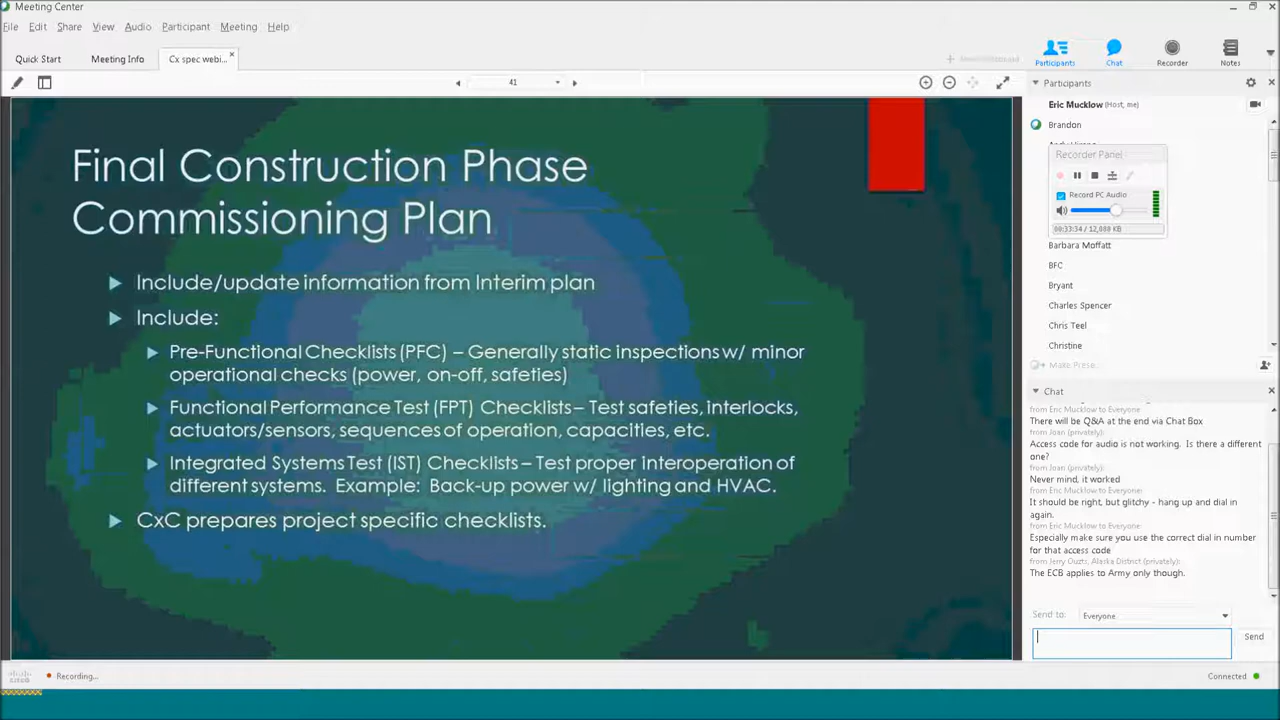 Meeting Center
File Edit Share View Audio Participant Meeting Help
Quick Start Meeting Info Cx spec webi...
Participants Chat Recorder Notes
41
Final Construction Phase
Commissioning Plan
Include/update information from Interim plan
Include:
Pre-Functional Checklists (PFC) – Generally static inspections w/ minor
operational checks (power, on-off, safeties)
Functional Performance Test (FPT) Checklists – Test safeties, interlocks,
actuators/sensors, sequences of operation, capacities, etc.
Integrated Systems Test (IST) Checklists – Test proper interoperation of
different systems. Example: Back-up power w/ lighting and HVAC.
CxC prepares project specific checklists.
Participants
Eric Mucklow (Host, me)
Brandon
Recorder Panel
Record PC Audio
00:33:34 / 12,089 KB
Barbara Moffatt
BFC
Bryant
Charles Spencer
Chris Teel
Christine
Make Prese...
Chat
from Eric Mucklow to Everyone
There will be Q&A at the end via Chat Box
from Joan (privately):
Access code for audio is not working. Is there a different
one?
from Joan (privately):
Never mind, it worked
from Eric Mucklow to Everyone:
It should be right, but glitchy - hang up and dial in
again.
from Eric Mucklow to Everyone:
Especially make sure you use the correct dial in number
for that access code
from Jerry Ouzts, Alaska District (privately):
The ECB applies to Army only though.
Send to: Everyone
Send
Recording...
Connected